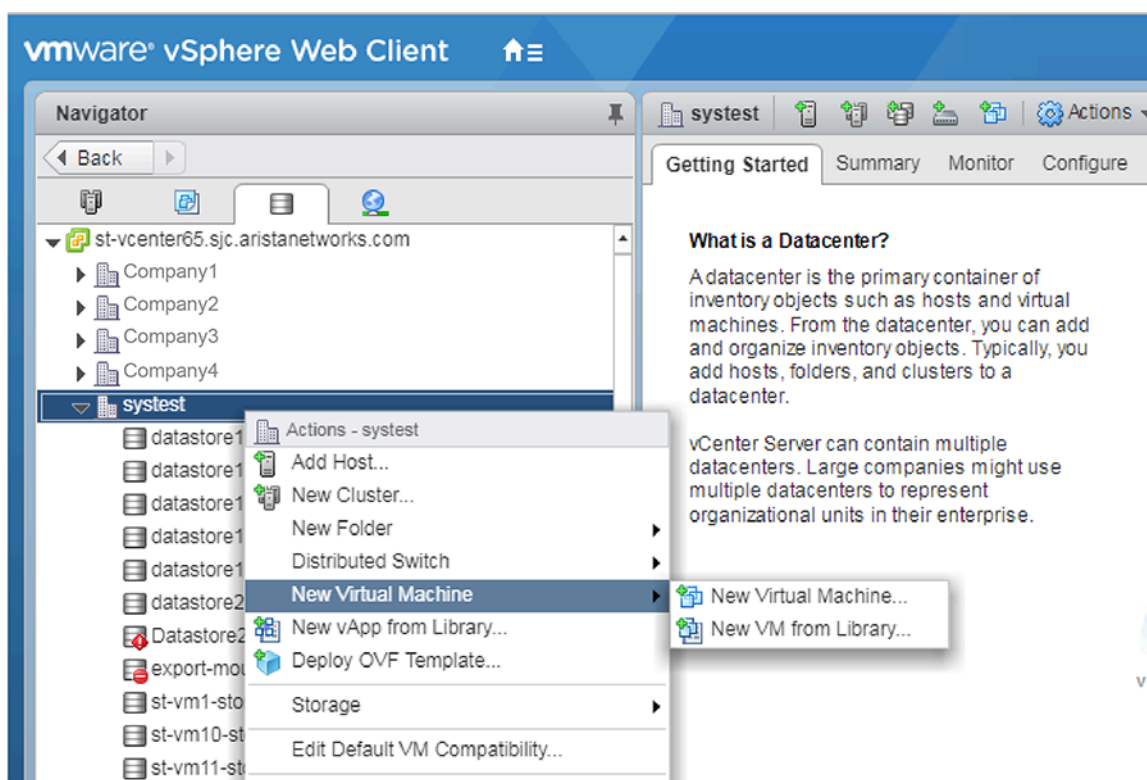 vmware® vSphere Web Client
Navigator
Back
st-vcenter65.sjc.aristanetworks.com
Company1
Company2
Company3
Company4
systest
datastore1
datastore1
datastore1
datastore1
datastore1
datastore2
Datastore2
export-mou
st-vm1-sto
st-vm10-st
st-vm11-st
Actions - systest
Add Host...
New Cluster...
New Folder
Distributed Switch
New Virtual Machine
New vApp from Library...
Deploy OVF Template...
Storage
Edit Default VM Compatibility...
New Virtual Machine...
New VM from Library...
systest
Actions
Getting Started Summary Monitor Configure
What is a Datacenter?
A datacenter is the primary container of
inventory objects such as hosts and virtual
machines. From the datacenter, you can add
and organize inventory objects. Typically, you
add hosts, folders, and clusters to a
datacenter.
vCenter Server can contain multiple
datacenters. Large companies might use
multiple datacenters to represent
organizational units in their enterprise.
v